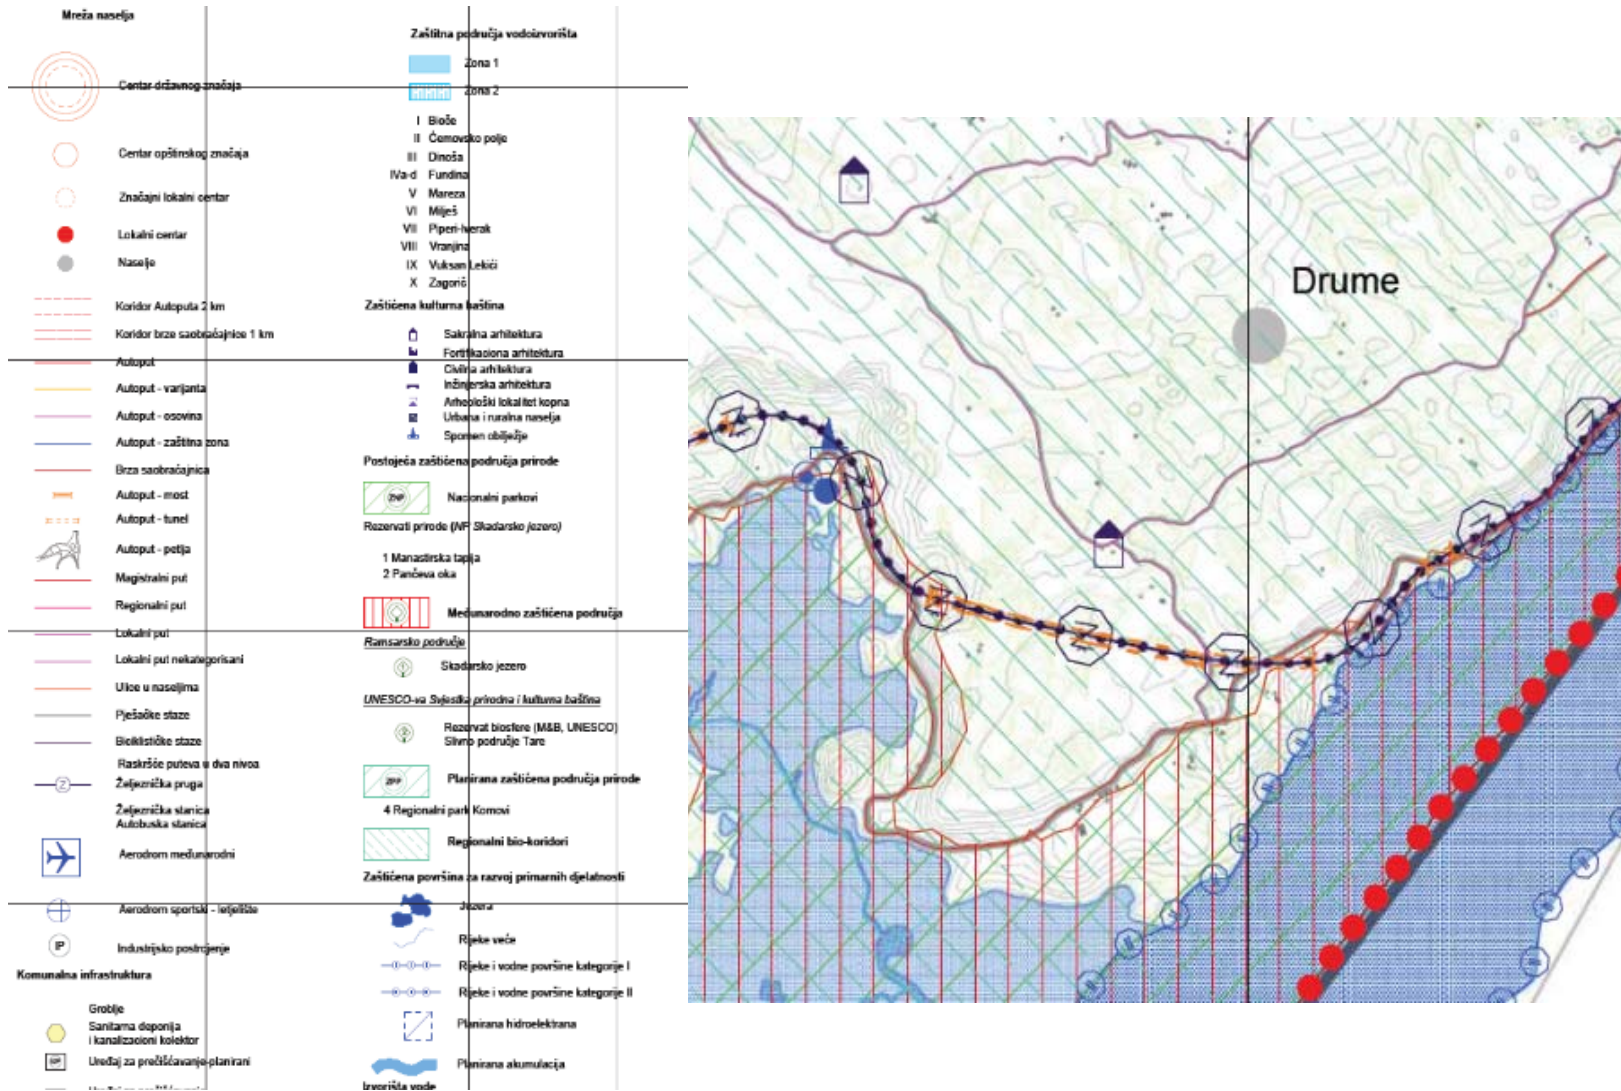 Mreža naselja
Centar državnog značaja
Centar opštinskog značaja
Značajni lokalni centar
Lokalni centar
Naselje
Koridor Autoputa 2 km
Koridor brze saobraćajnice 1 km
Autoput
Autoput - varijanta
Autoput - osovina
Autoput - zaštitna zona
Brza saobraćajnica
Autoput - most
Autoput - tunel
Autoput - petlja
Magistralni put
Regionalni put
Lokalni put
Lokalni put nekategorisani
Ulice u naseljima
Pješačke staze
Biciklističke staze
Raskršće puteva u dva nivoa
Z Željeznička pruga
Željeznička stanica
Autobuska stanica
Aerodrom međunarodni
Aerodrom sportski - letjelište
IP Industrijsko postrojenje
Komunalna infrastruktura
Groblje
Sanitarna deponija
i kanalizacioni kolektor
Uređaj za prečišćavanje-planirani
Zaštitna područja vodoizvorišta
Zona 1
Zona 2
I Bioče
II Ćemovsko polje
III Dinoša
IVa-d Fundina
V Mareza
VI Milješ
VII Piperi-Iverak
VIII Vranjina
IX Vuksan Lekići
X Zagorič
Zaštićena kulturna baština
Sakralna arhitektura
Fortifikaciona arhitektura
Civilna arhitektura
Inžinjerska arhitektura
Arheološki lokalitet kopna
Urbana i ruralna naselja
Spomen obilježje
Postojeća zaštićena područja prirode
ZNP Nacionalni parkovi
Rezervati prirode (NP Skadarsko jezero)
1 Manastirska tapija
2 Pančeva oka
Međunarodno zaštićena područja
Ramsarsko područje
1 Skadarsko jezero
UNESCO-va Svjetska prirodna i kulturna baština
2 Rezervat biosfere (M&B, UNESCO)
Slivno područje Tare
ZPP Planirana zaštićena područja prirode
4 Regionalni park Komovi
Regionalni bio-koridori
Zaštićena površina za razvoj primarnih djelatnosti
Jezera
Rijeke veće
Rijeke i vodne površine kategorije I
Rijeke i vodne površine kategorije II
Planirana hidroelektrana
Planirana akumulacija
Izvorišta vode
Drume